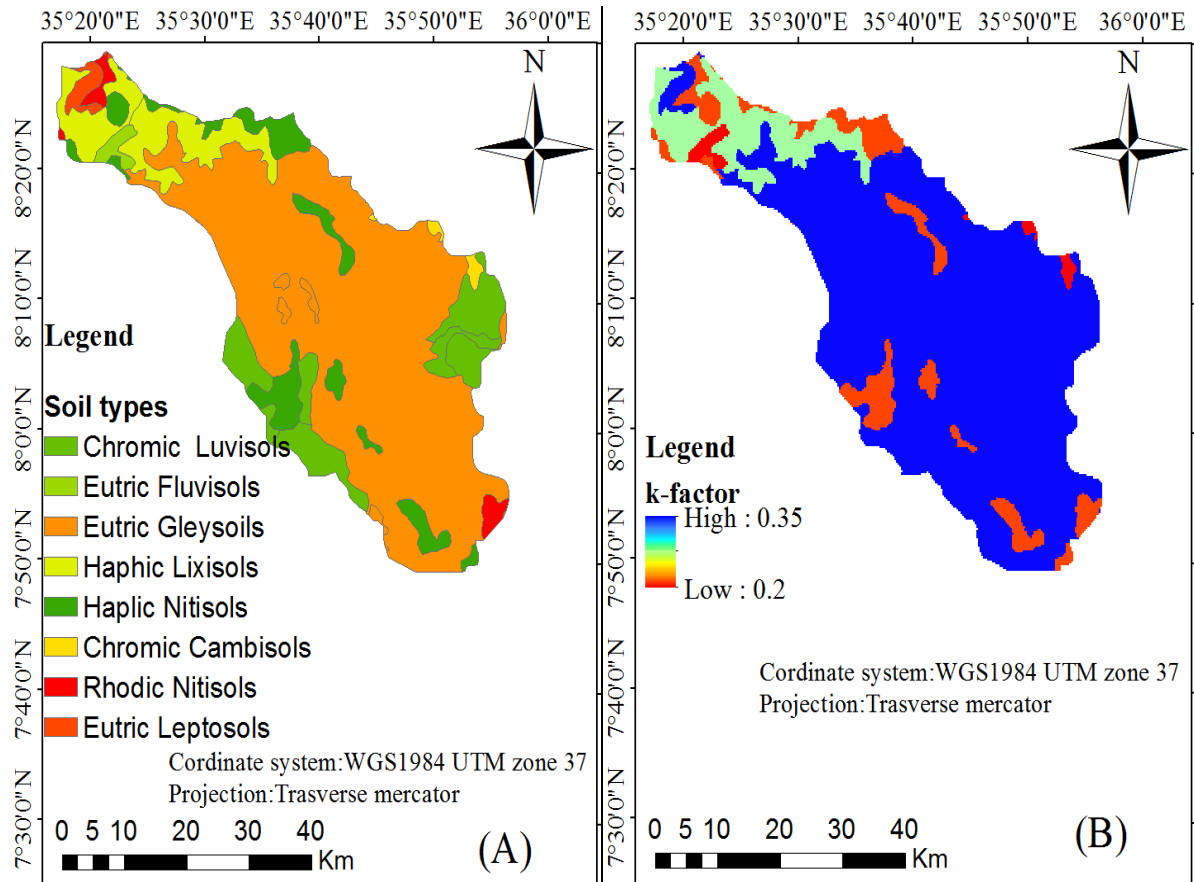 35°20'0"E 35°30'0"E 35°40'0"E 35°50'0"E 36°0'0"E
N
8°20'0"N
8°10'0"N
8°0'0"N
7°50'0"N
7°40'0"N
7°30'0"N
Legend
Soil types
Chromic Luvisols
Eutric Fluvisols
Eutric Gleysoils
Haphic Lixisols
Haplic Nitisols
Chromic Cambisols
Rhodic Nitisols
Eutric Leptosols
Cordinate system:WGS1984 UTM zone 37
Projection:Trasverse mercator
0 5 10 20 30 40
Km
(A)
35°20'0"E 35°30'0"E 35°40'0"E 35°50'0"E 36°0'0"E
N
8°20'0"N
8°10'0"N
8°0'0"N
7°50'0"N
7°40'0"N
7°30'0"N
Legend
k-factor
High : 0.35
Low : 0.2
Cordinate system:WGS1984 UTM zone 37
Projection:Trasverse mercator
0 5 10 20 30 40
Km
(B)